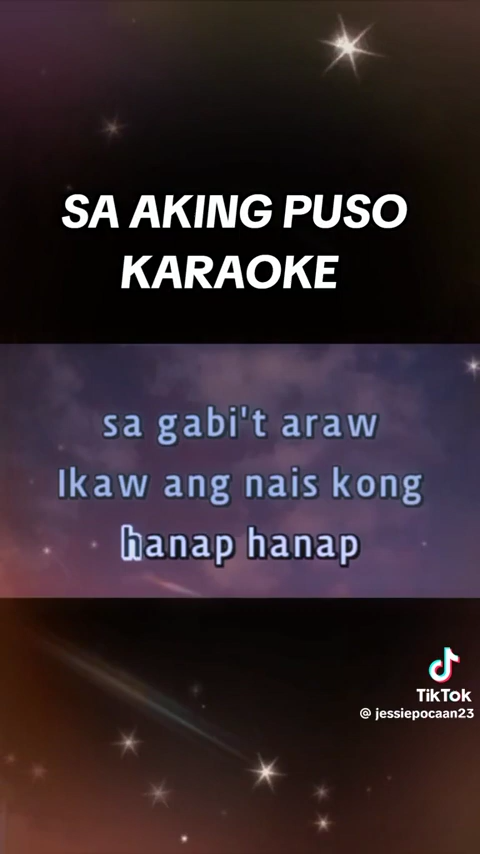 SA AKING PUSO
KARAOKE
sa gabi't araw
Ikaw ang nais kong
hanap hanap
TikTok
@ jessiepocaan23